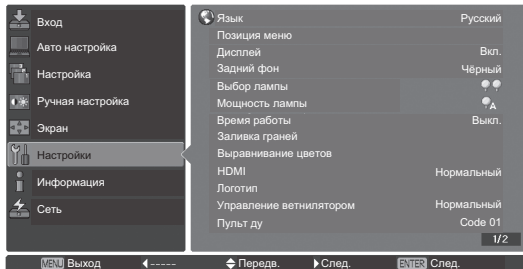 Вход
Авто настройка
Настройка
Ручная настройка
Экран
Настройки
Информация
Сеть
Язык Русский
Позиция меню
Дисплей Вкл.
Задний фон Чёрный
Выбор лампы
Мощность лампы A
Время работы Выкл.
Заливка граней
Выравнивание цветов
HDMI Нормальный
Логотип
Управление ветнилятором Нормальный
Пульт ду Code 01
1/2
MENU Выход ----- Передв. След. ENTER След.